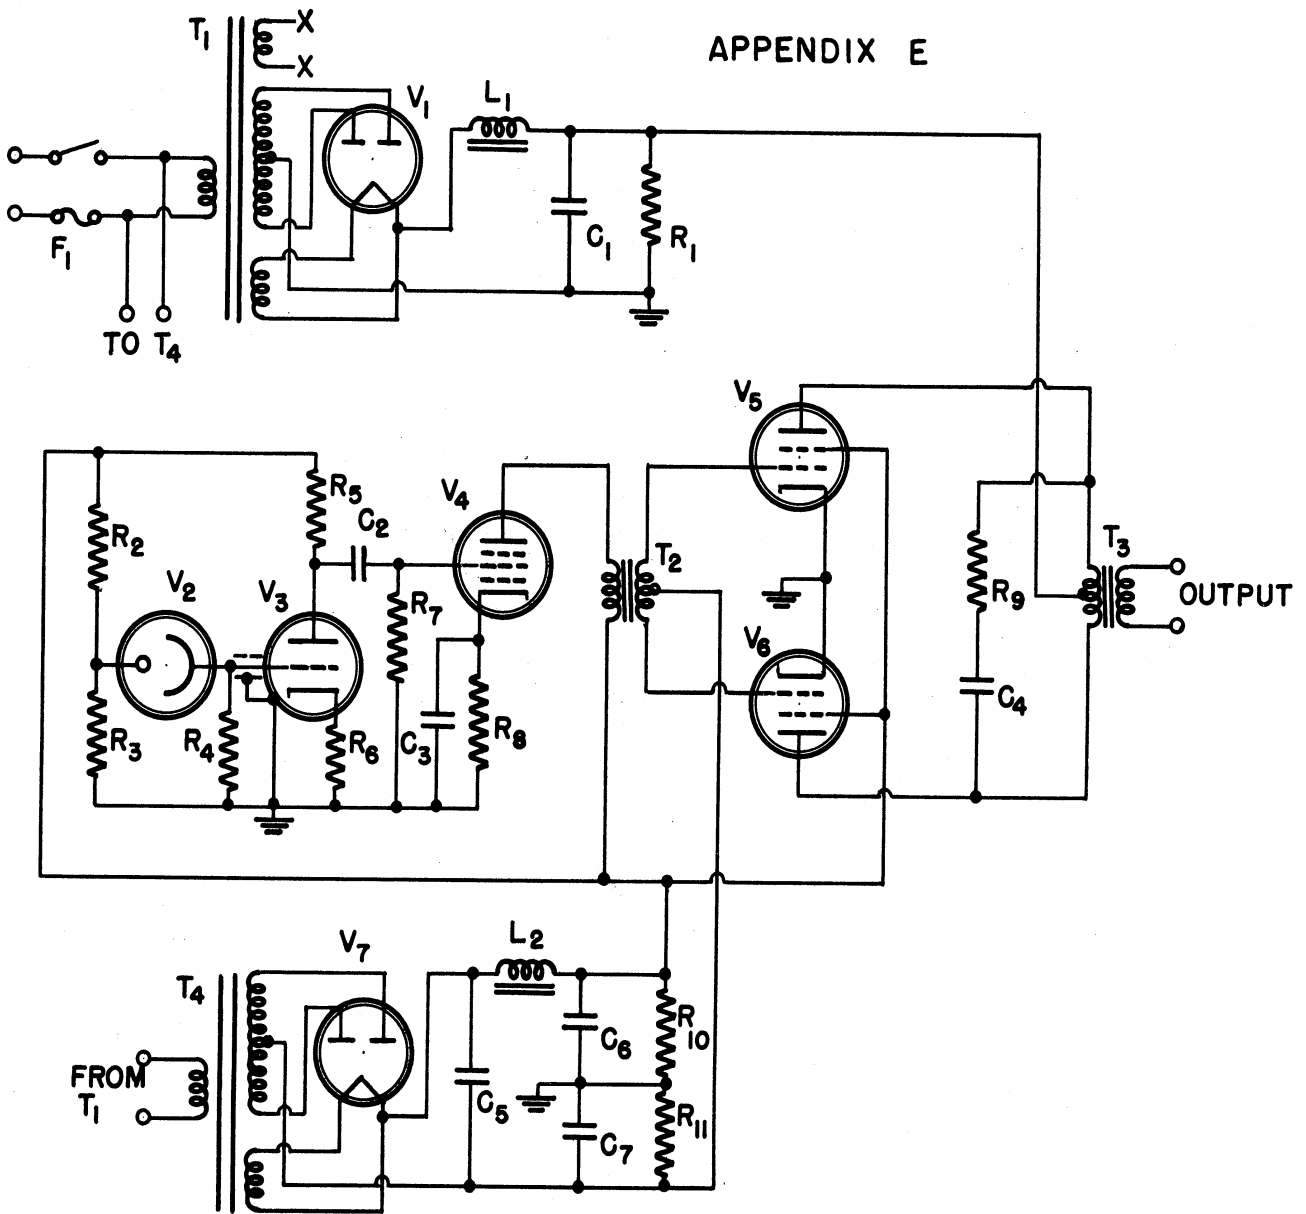 APPENDIX E
T1
X
X
V1
L1
C1
R1
F1
TO T4
V5
R5
V4
C2
R2
V2
V3
R7
T2
R9
T3
OUTPUT
V6
R3
R4
R6
C3
R8
C4
V7
L2
T4
R10
C6
FROM
T1
C5
R11
C7